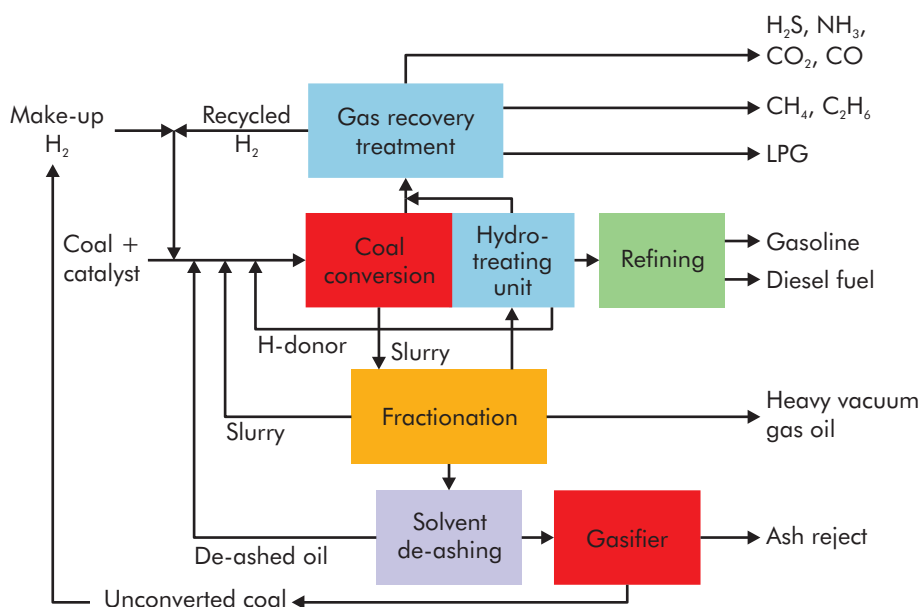 H₂S, NH₃,
CO₂, CO
Make-up
H₂
Recycled
H₂
Gas recovery
treatment
CH₄, C₂H₆
LPG
Coal +
catalyst
Coal
conversion
Hydro-
treating
unit
Refining
Gasoline
Diesel fuel
H-donor
Slurry
Slurry
Fractionation
Heavy vacuum
gas oil
De-ashed oil
Solvent
de-ashing
Gasifier
Ash reject
Unconverted coal